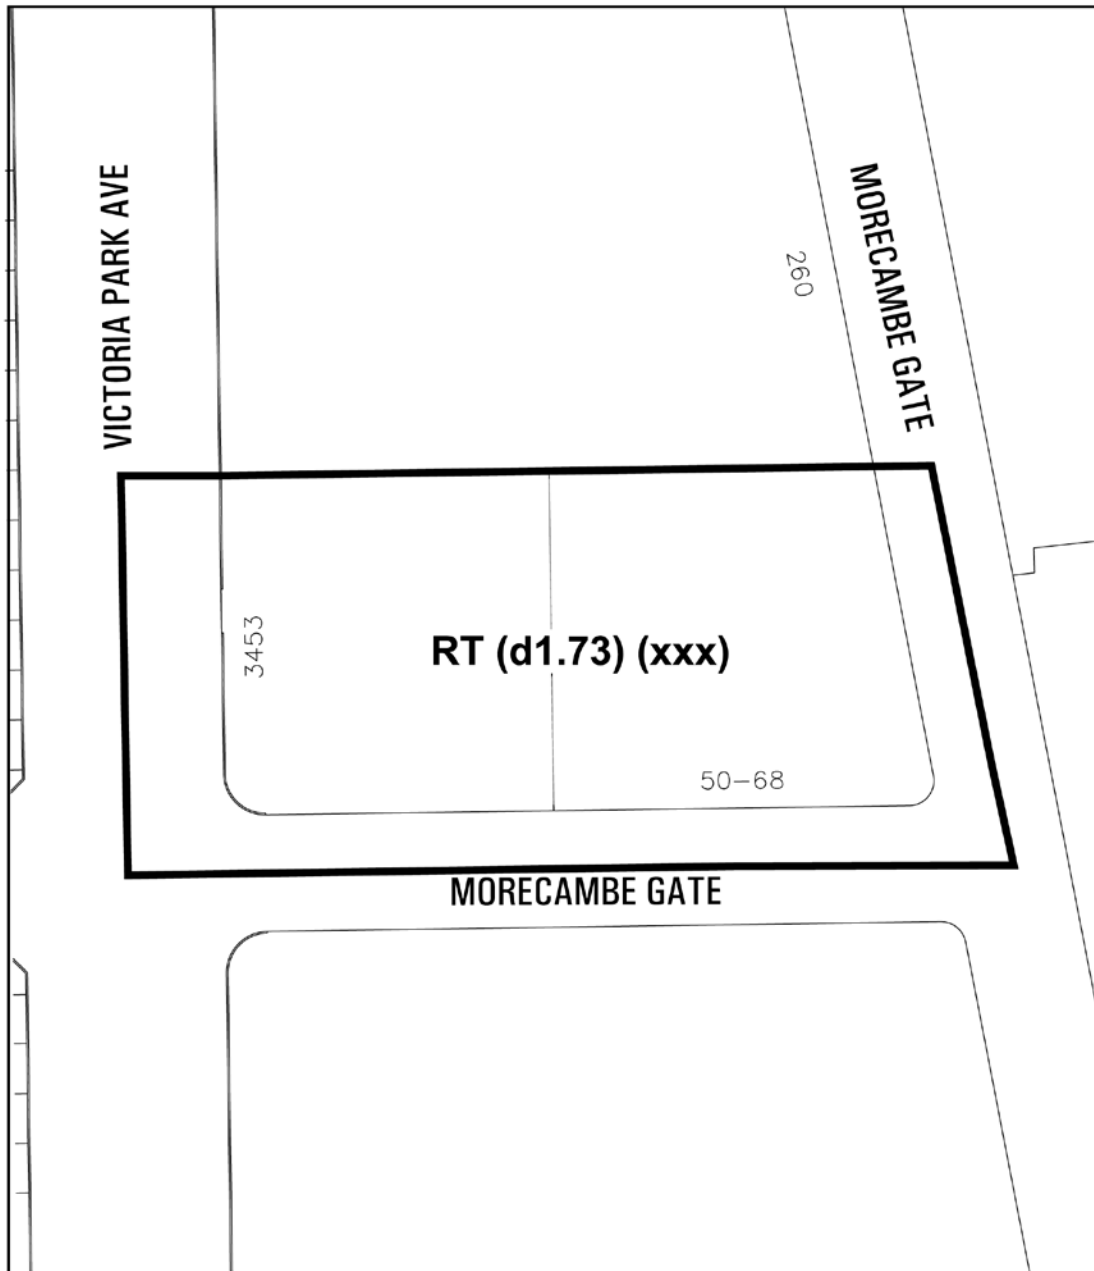 VICTORIA PARK AVE
MORECAMBE GATE
260
3453
RT (d1.73) (xxx)
50-68
MORECAMBE GATE